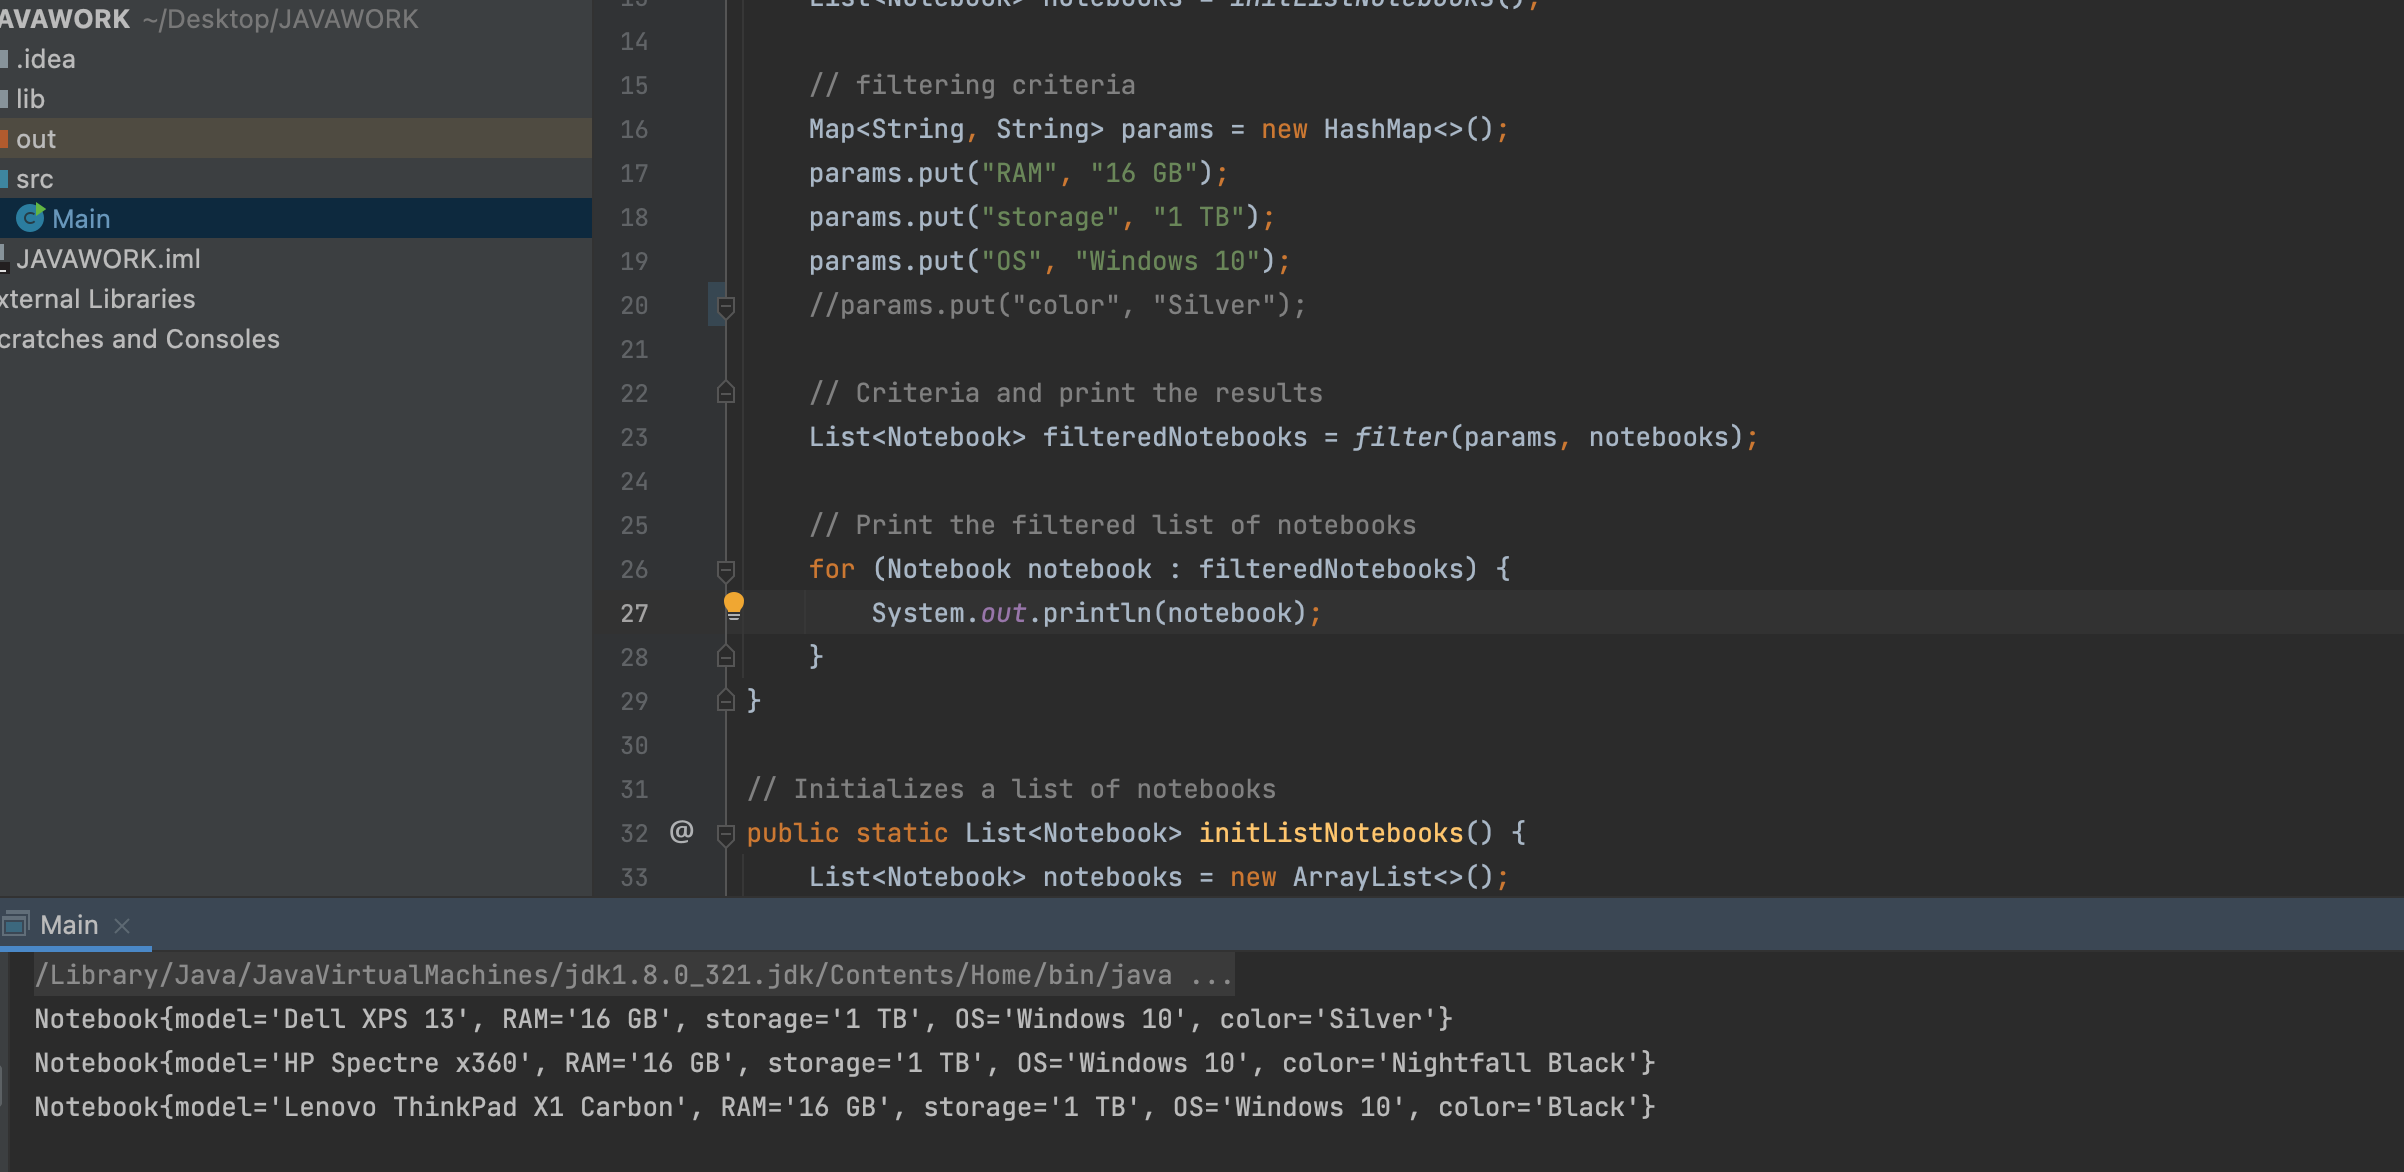 AVAWORK ~/Desktop/JAVAWORK
.idea
lib
out
src
Main
JAVAWORK.iml
xternal Libraries
cratches and Consoles
13 List<Notebook> notebooks = initListNotebooks();
14
15 // filtering criteria
16 Map<String, String> params = new HashMap<>();
17 params.put("RAM", "16 GB");
18 params.put("storage", "1 TB");
19 params.put("OS", "Windows 10");
20 //params.put("color", "Silver");
21
22 // Criteria and print the results
23 List<Notebook> filteredNotebooks = filter(params, notebooks);
24
25 // Print the filtered list of notebooks
26 for (Notebook notebook : filteredNotebooks) {
27 System.out.println(notebook);
28 }
29 }
30
31 // Initializes a list of notebooks
32 @ public static List<Notebook> initListNotebooks() {
33 List<Notebook> notebooks = new ArrayList<>();
Main
/Library/Java/JavaVirtualMachines/jdk1.8.0_321.jdk/Contents/Home/bin/java ...
Notebook{model='Dell XPS 13', RAM='16 GB', storage='1 TB', OS='Windows 10', color='Silver'}
Notebook{model='HP Spectre x360', RAM='16 GB', storage='1 TB', OS='Windows 10', color='Nightfall Black'}
Notebook{model='Lenovo ThinkPad X1 Carbon', RAM='16 GB', storage='1 TB', OS='Windows 10', color='Black'}